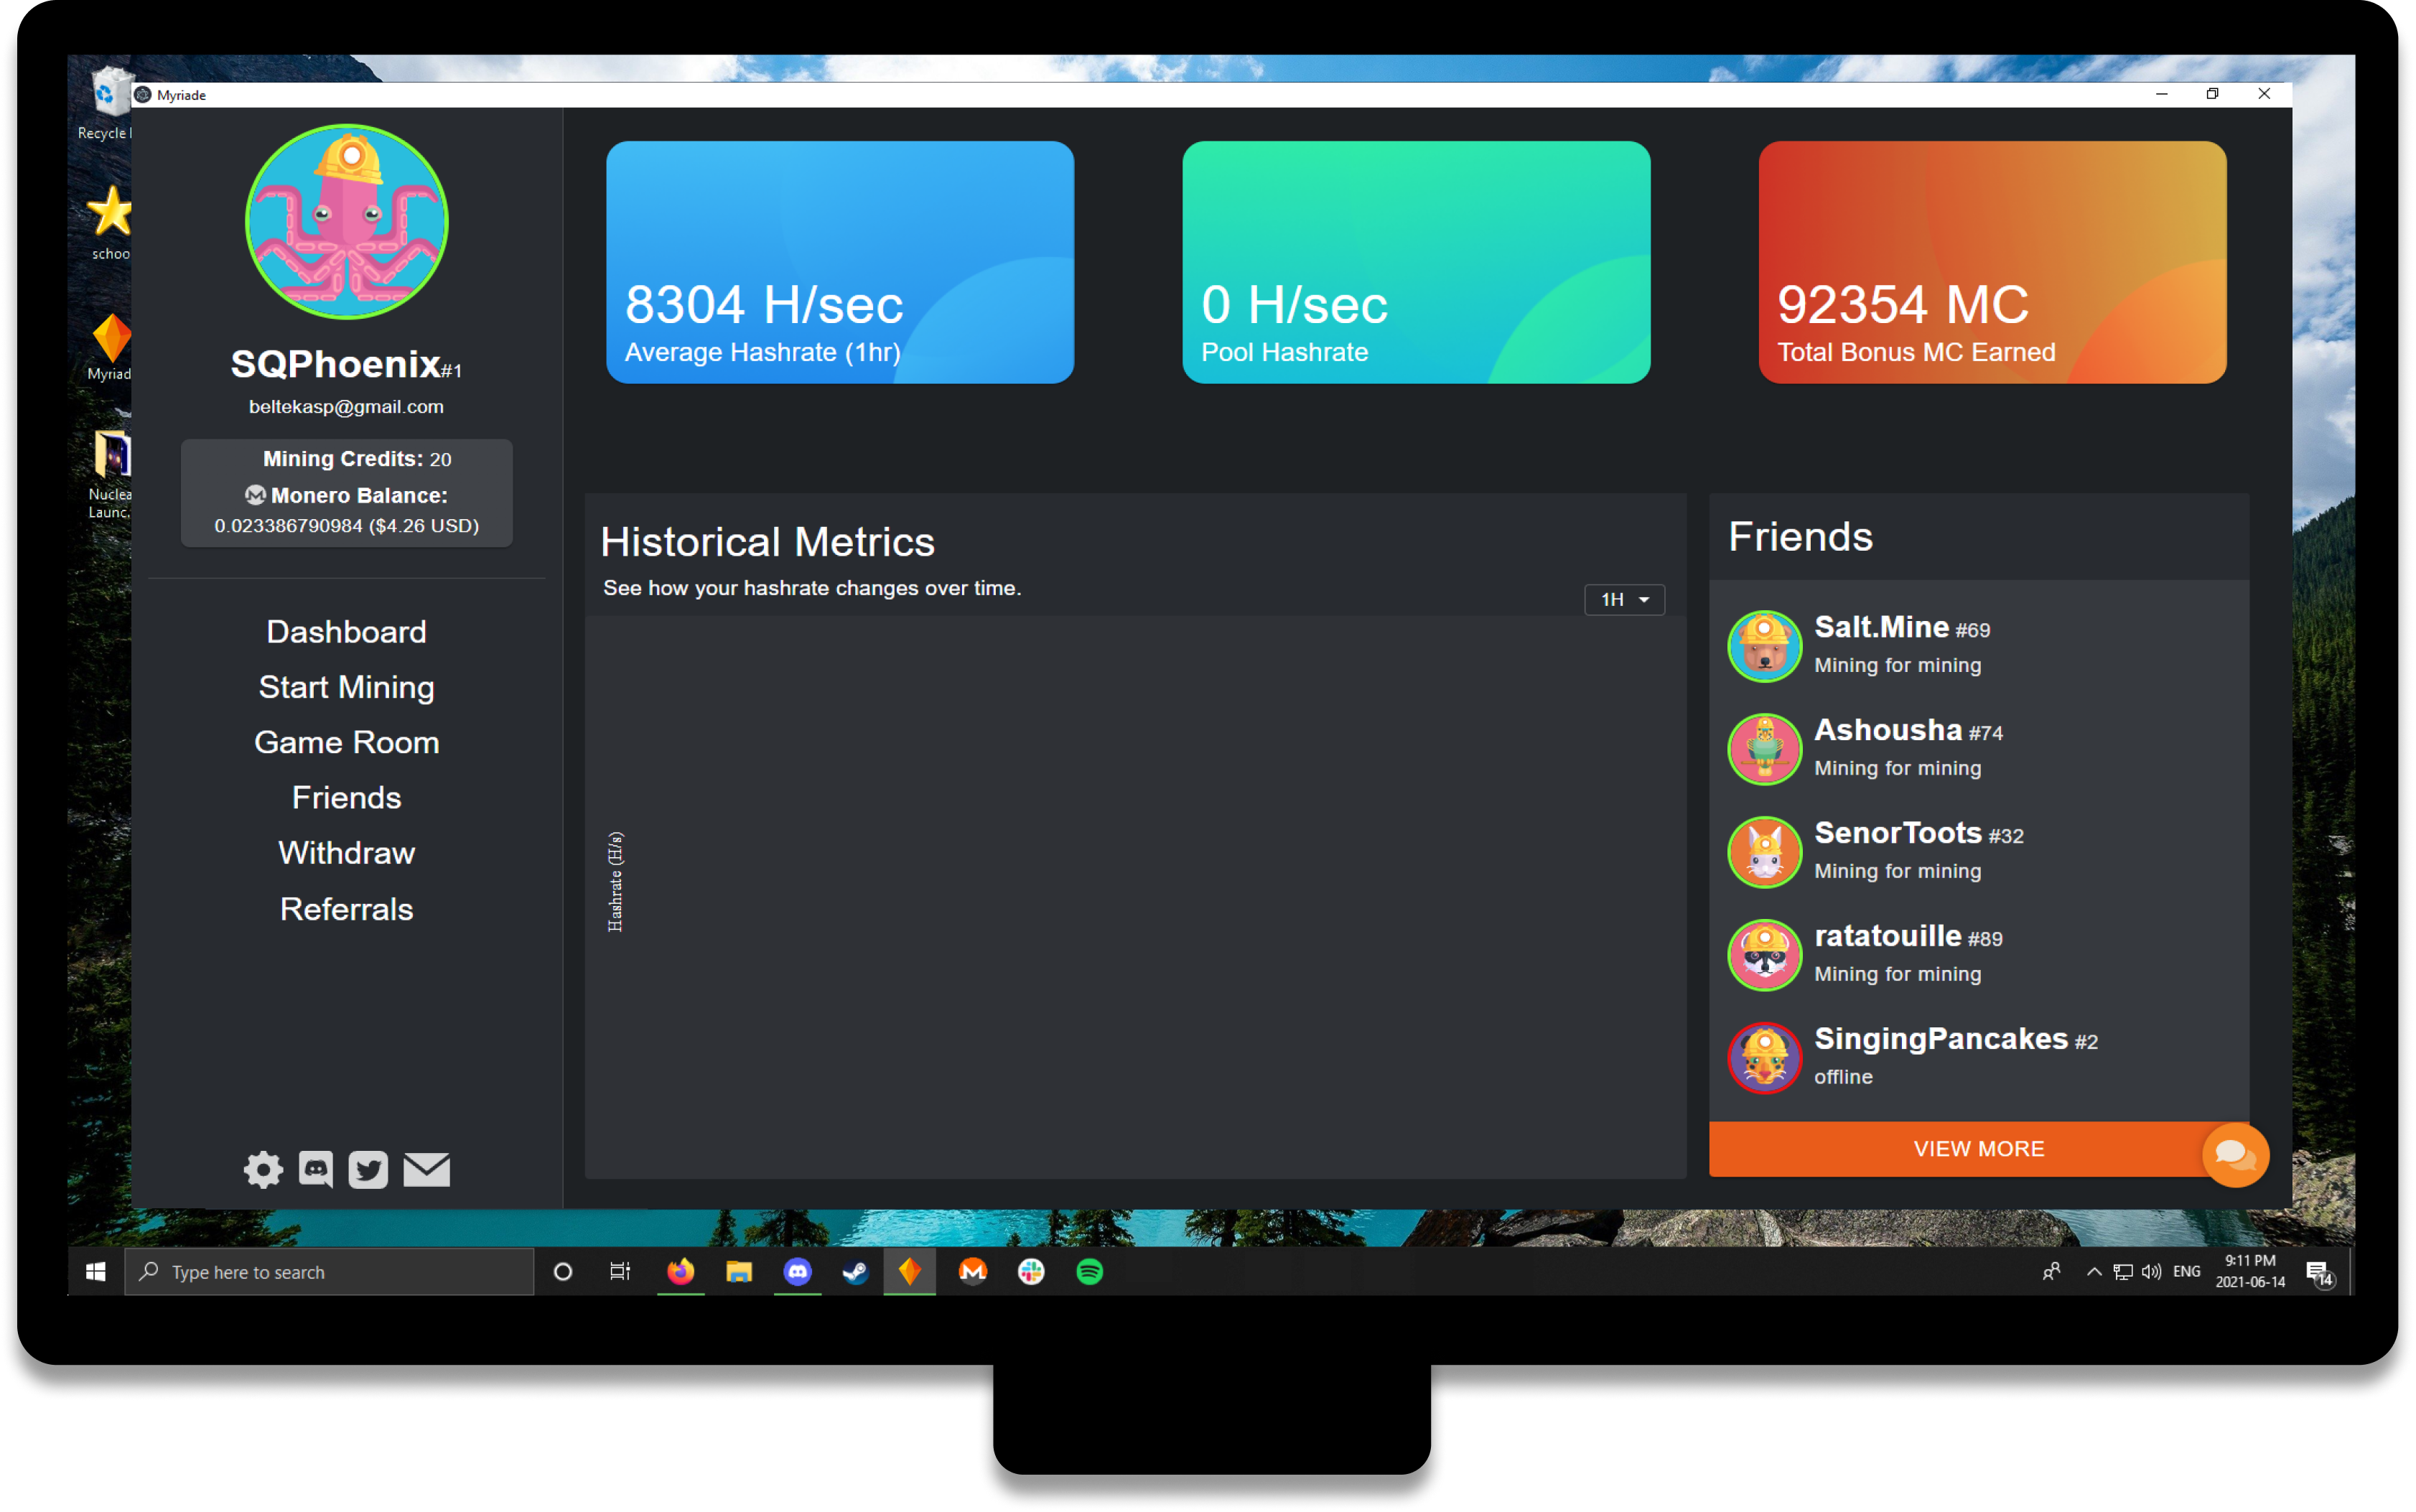 Myriade
Recycle
schoo
Myriad
Nuclea
Launc.
SQPhoenix#1
beltekasp@gmail.com
Mining Credits: 20
Monero Balance:
0.023386790984 ($4.26 USD)
Dashboard
Start Mining
Game Room
Friends
Withdraw
Referrals
8304 H/sec
Average Hashrate (1hr)
0 H/sec
Pool Hashrate
92354 MC
Total Bonus MC Earned
Historical Metrics
See how your hashrate changes over time.
1H
Hashrate (H/s)
Friends
Salt.Mine #69
Mining for mining
Ashousha #74
Mining for mining
SenorToots #32
Mining for mining
ratatouille #89
Mining for mining
SingingPancakes #2
offline
VIEW MORE
Type here to search
ENG
9:11 PM
2021-06-14
14